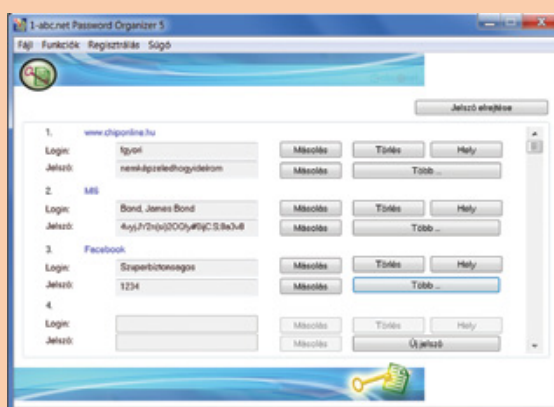 1-abc.net Password Organizer 5
Fájl Funkciók Regisztrálás Súgó
Jelszó elrejtése
1. www.chiponline.hu
Login: fgyori Másolás Törlés Hely
Jelszó: nemképzeledhogyideírom Másolás Több ...
2. MI6
Login: Bond, James Bond Másolás Törlés Hely
Jelszó: Másolás Több ...
3. Facebook
Login: Szuperbiztonsagos Másolás Törlés Hely
Jelszó: 1234 Másolás Több ...
4.
Login: Másolás Törlés Hely
Jelszó: Másolás Új jelszó